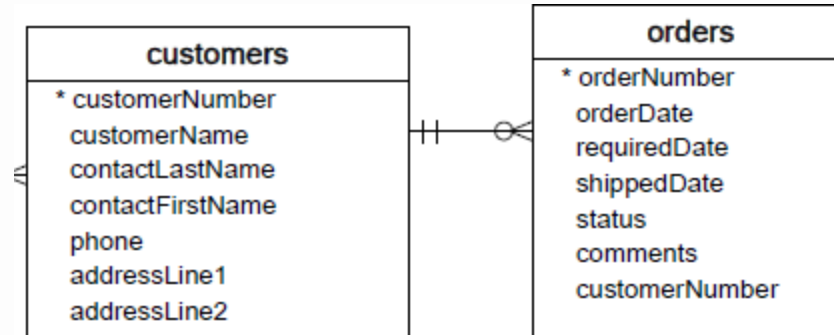 customers
* customerNumber
customerName
contactLastName
contactFirstName
phone
addressLine1
addressLine2
orders
* orderNumber
orderDate
requiredDate
shippedDate
status
comments
customerNumber